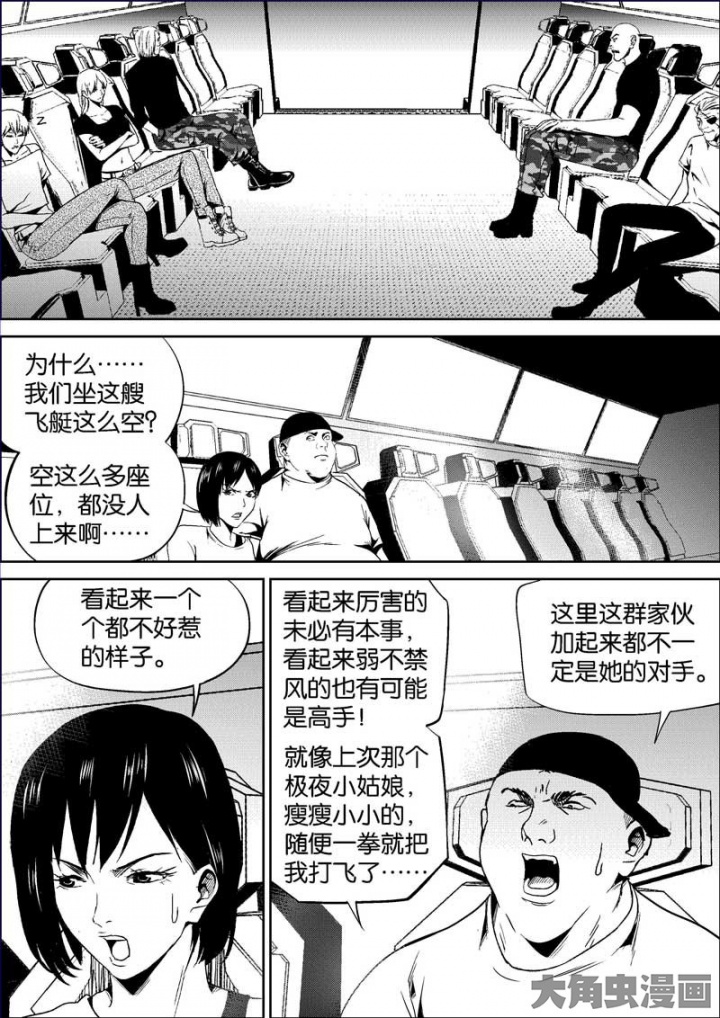 z
为什么……
我们坐这艘
飞艇这么空?
空这么多座
位，都没人
上来啊……
看起来一个
个都不好惹
的样子。
看起来厉害的
未必有本事，
看起来弱不禁
风的也有可能
是高手！
就像上次那个
极夜小姑娘，
瘦瘦小小的，
随便一拳就把
我打飞了……
这里这群家伙
加起来都不一
定是她的对手。
大角虫漫画